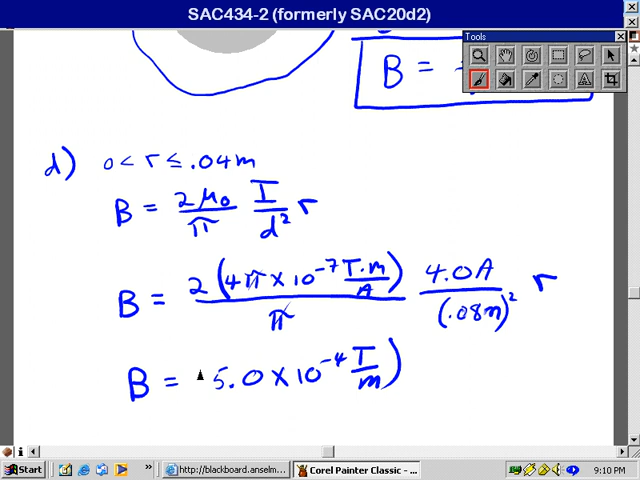 SAC434-2 (formerly SAC20d2)
Tools
B =
d) 0 < r ≤ .04m
B = 2μ₀/π I/d² r
B = 2 (4π × 10⁻⁷ T·m/A)/π 4.0A/(.08m)² r
B = 5.0 × 10⁻⁴ T/m)
Start
http://blackboard.anselm...
Corel Painter Classic - ...
9:10 PM